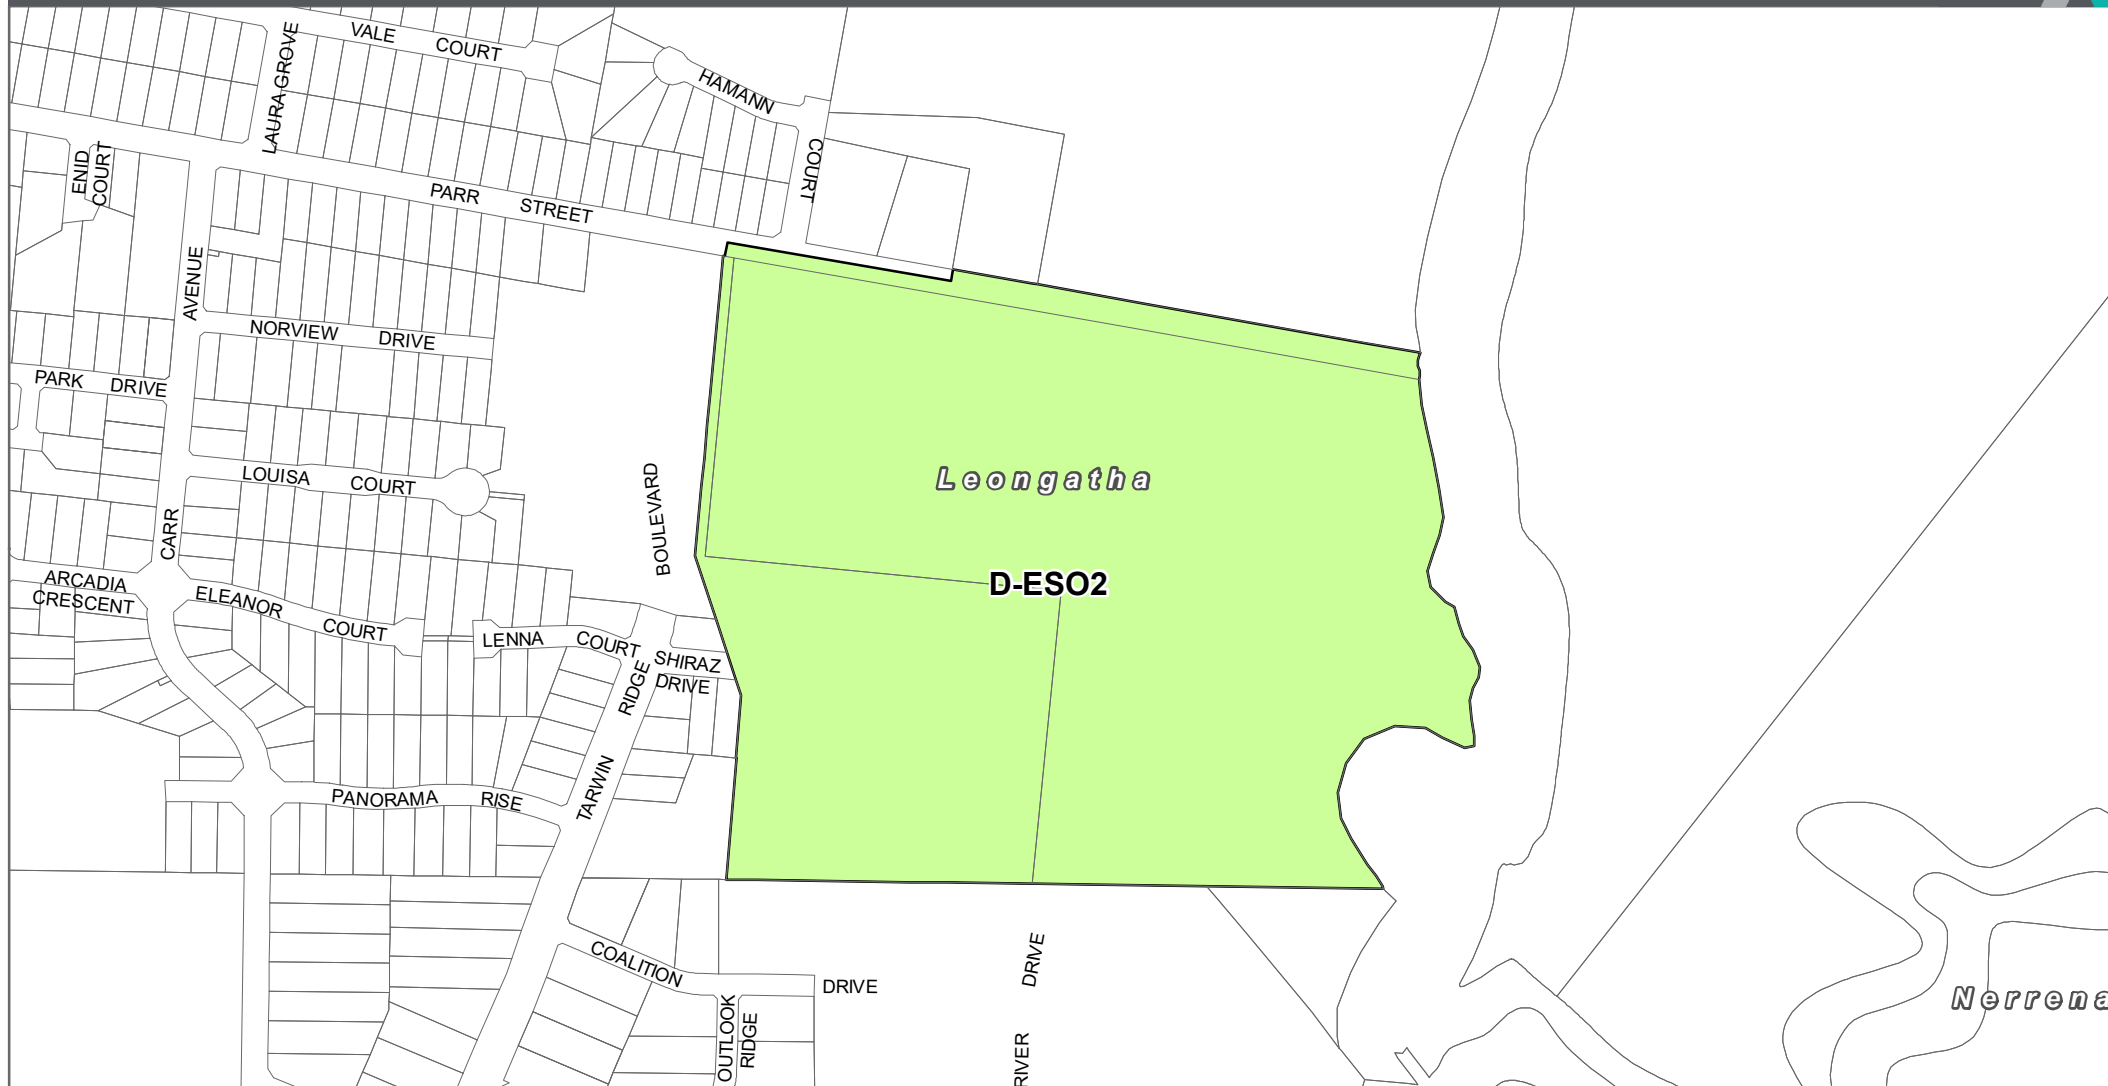 VALE COURT
LAURA GROVE
HAMANN
COURT
ENID
COURT
PARR STREET
AVENUE
NORVIEW DRIVE
PARK DRIVE
LOUISA COURT
BOULEVARD
Leongatha
CARR
D-ESO2
ARCADIA
CRESCENT
ELEANOR
COURT
LENNA COURT
SHIRAZ
DRIVE
RIDGE
TARWIN
PANORAMA RISE
COALITION
DRIVE
DRIVE
OUTLOOK
RIDGE
RIVER
Nerrena